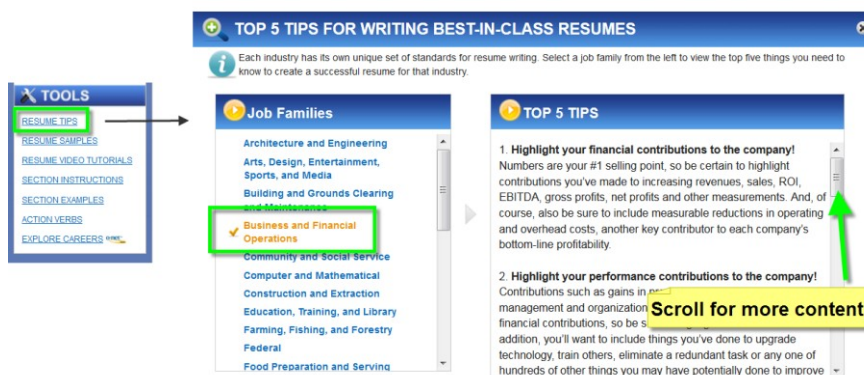 TOP 5 TIPS FOR WRITING BEST-IN-CLASS RESUMES
Each industry has its own unique set of standards for resume writing. Select a job family from the left to view the top five things you need to
know to create a successful resume for that industry.
TOOLS
RESUME TIPS
RESUME SAMPLES
RESUME VIDEO TUTORIALS
SECTION INSTRUCTIONS
SECTION EXAMPLES
ACTION VERBS
EXPLORE CAREERS
Job Families
Architecture and Engineering
Arts, Design, Entertainment,
Sports, and Media
Building and Grounds Clearing
and Maintenance
Business and Financial
Operations
Community and Social Service
Computer and Mathematical
Construction and Extraction
Education, Training, and Library
Farming, Fishing, and Forestry
Federal
Food Preparation and Serving
TOP 5 TIPS
1. Highlight your financial contributions to the company!
Numbers are your #1 selling point, so be certain to highlight
contributions you've made to increasing revenues, sales, ROI,
EBITDA, gross profits, net profits and other measurements. And, of
course, also be sure to include measurable reductions in operating
and overhead costs, another key contributor to each company's
bottom-line profitability.
2. Highlight your performance contributions to the company!
Contributions such as gains in
management and organization
financial contributions, so be
addition, you'll want to include things you've done to upgrade
technology, train others, eliminate a redundant task or any one of
hundreds of other things you may have potentially done to improve
Scroll for more content